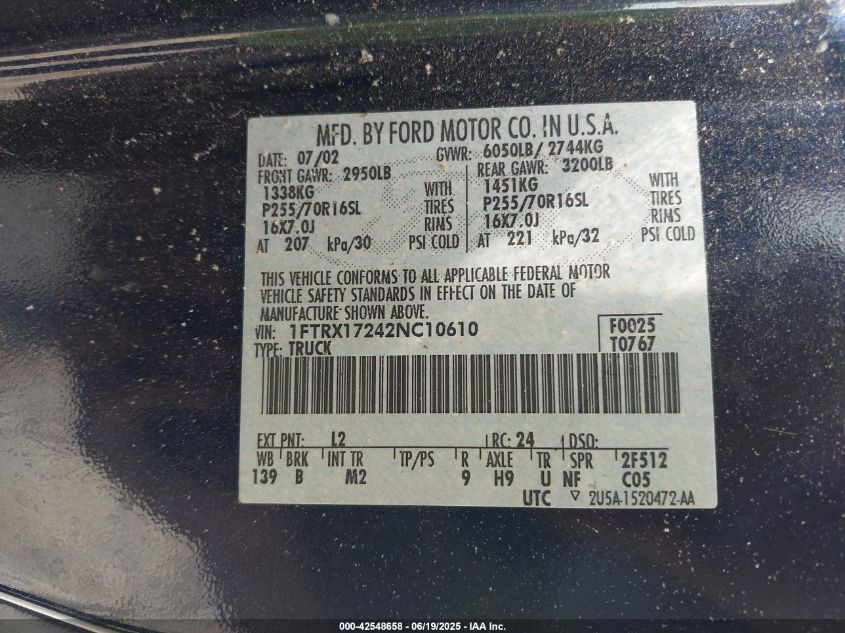 MFD. BY FORD MOTOR CO. IN U.S.A.
DATE: 07/02 GVWR: 6050LB/ 2744KG
FRONT GAWR: 2950LB REAR GAWR: 3200LB
1338KG WITH 1451KG WITH
P255/70R16SL TIRES P255/70R16SL TIRES
16X7.0J RIMS 16X7.0J RIMS
AT 207 kPa/30 PSI COLD AT 221 kPa/32 PSI COLD
THIS VEHICLE CONFORMS TO ALL APPLICABLE FEDERAL MOTOR
VEHICLE SAFETY STANDARDS IN EFFECT ON THE DATE OF
MANUFACTURE SHOWN ABOVE.
VIN: 1FTRX17242NC10610 F0025
TYPE: TRUCK T0767
EXT PNT: L2 RC: 24 DSO:
WB BRK INT TR TP/PS R AXLE TR SPR 2F512
139 B M2 9 H9 U NF C05
UTC ▽ 2U5A-1520472-AA
000-42548658 - 06/19/2025 - IAA Inc.